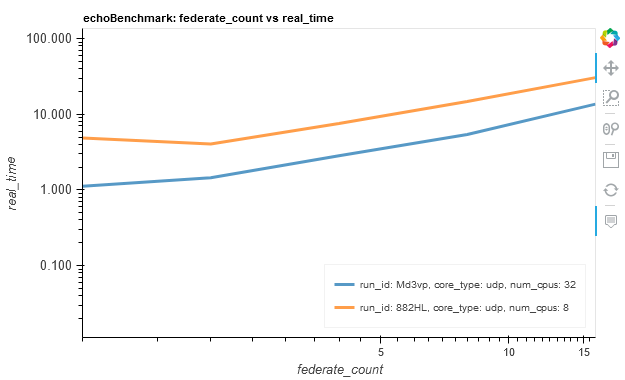 echoBenchmark: federate_count vs real_time
100.000
10.000
1.000
0.100
real_time
run_id: Md3vp, core_type: udp, num_cpus: 32
run_id: 882HL, core_type: udp, num_cpus: 8
5
10
15
federate_count